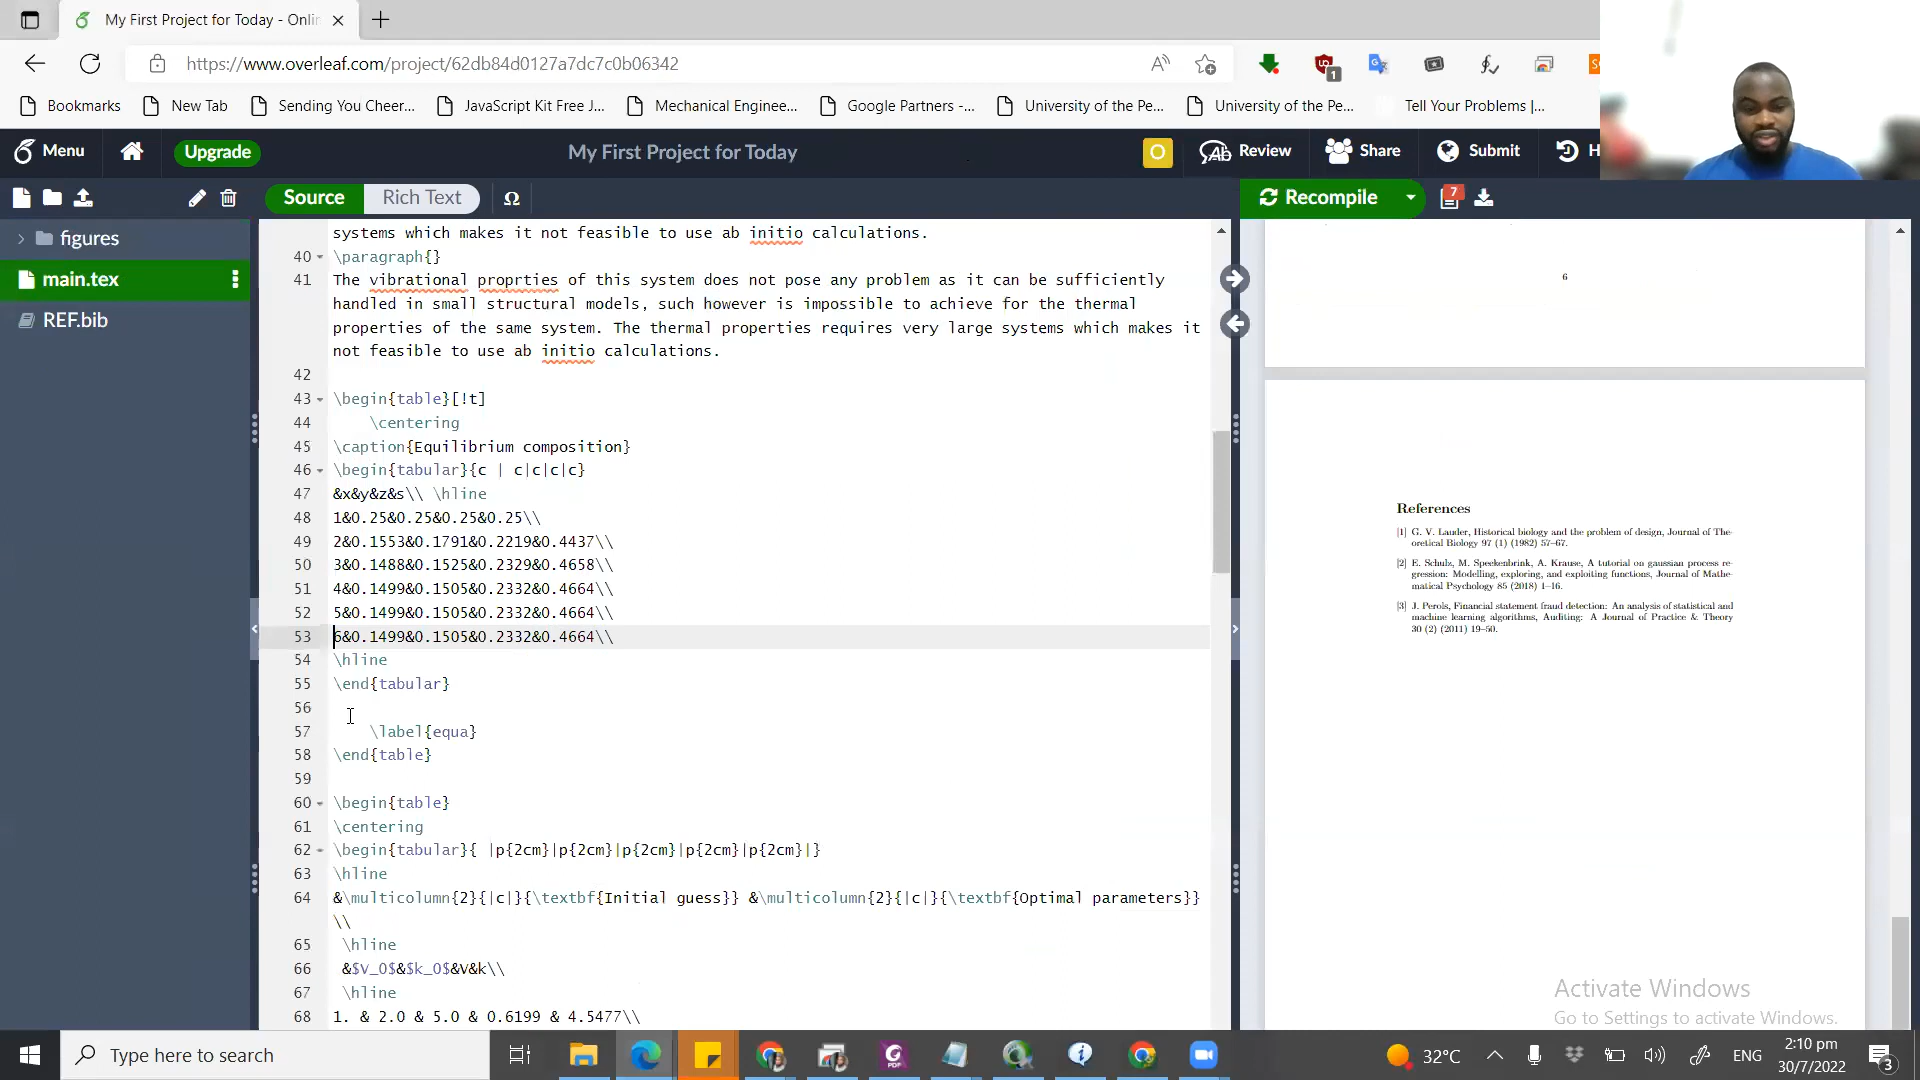 My First Project for Today - Onlin
https://www.overleaf.com/project/62db84d0127a7dc7c0b06342
1
Bookmarks
New Tab
Sending You Cheer...
JavaScript Kit Free J...
Mechanical Enginee...
Google Partners -...
University of the Pe...
University of the Pe...
Tell Your Problems |...
Menu
Upgrade
My First Project for Today
O
Review
Share
Submit
H
Source
Rich Text
Ω
Recompile
7
figures
main.tex
REF.bib
systems which makes it not feasible to use ab initio calculations.
40 \paragraph{}
41 The vibrational proprties of this system does not pose any problem as it can be sufficiently
handled in small structural models, such however is impossible to achieve for the thermal
properties of the same system. The thermal properties requires very large systems which makes it
not feasible to use ab initio calculations.
42
43 \begin{table}[!t]
44 \centering
45 \caption{Equilibrium composition}
46 \begin{tabular}{c | c|c|c|c}
47 &x&y&z&s\\ \hline
48 1&0.25&0.25&0.25&0.25\\
49 2&0.1553&0.1791&0.2219&0.4437\\
50 3&0.1488&0.1525&0.2329&0.4658\\
51 4&0.1499&0.1505&0.2332&0.4664\\
52 5&0.1499&0.1505&0.2332&0.4664\\
53 6&0.1499&0.1505&0.2332&0.4664\\
54 \hline
55 \end{tabular}
56
57 \label{equa}
58 \end{table}
59
60 \begin{table}
61 \centering
62 \begin{tabular}{ |p{2cm}|p{2cm}|p{2cm}|p{2cm}|p{2cm}|}
63 \hline
64 &\multicolumn{2}{|c|}{\textbf{Initial guess}} &\multicolumn{2}{|c|}{\textbf{Optimal parameters}}
\\
65 \hline
66 &$V_0$&$k_0$&V&k\\
67 \hline
68 1. & 2.0 & 5.0 & 0.6199 & 4.5477\\
6
References
[1] G. V. Lauder, Historical biology and the problem of design, Journal of The-
oretical Biology 97 (1) (1982) 57–67.
[2] E. Schulz, M. Speekenbrink, A. Krause, A tutorial on gaussian process re-
gression: Modelling, exploring, and exploiting functions, Journal of Mathe-
matical Psychology 85 (2018) 1–16.
[3] J. Perols, Financial statement fraud detection: An analysis of statistical and
machine learning algorithms, Auditing: A Journal of Practice & Theory
30 (2) (2011) 19–50.
Activate Windows
Go to Settings to activate Windows.
Type here to search
32°C
ENG
2:10 pm
30/7/2022
3